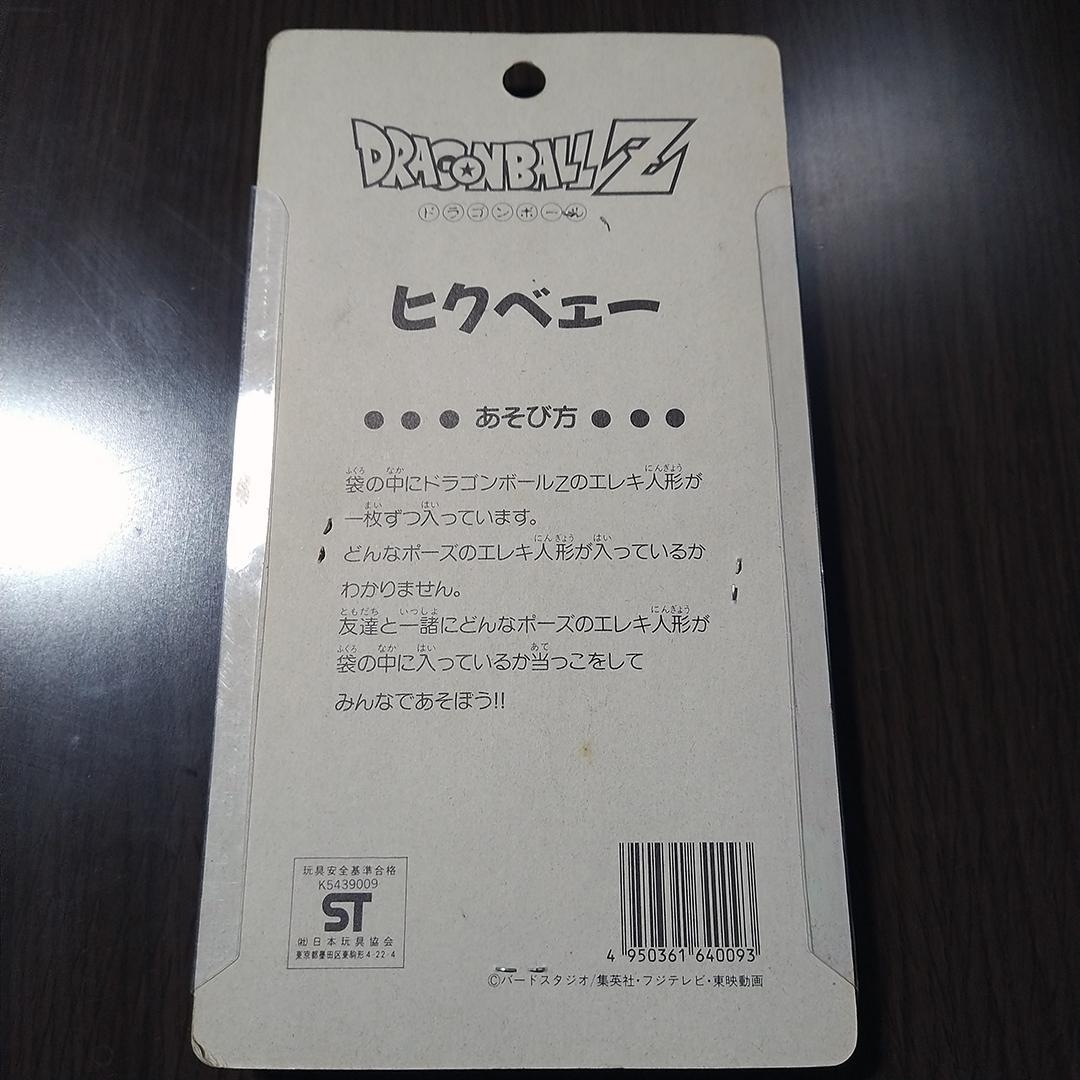 DRAGONBALL Z
ドラゴンボール
ヒクベェー
●●● あそび方 ●●●
袋の中にドラゴンボールZのエレキ人形が
一枚ずつ入っています。
どんなポーズのエレキ人形が入っているか
わかりません。
友達と一諸にどんなポーズのエレキ人形が
袋の中に入っているか当っこをして
みんなであそぼう!!
玩具安全基準合格
K5439009
ST
㈳日本玩具協会
東京都墨田区東駒形4-22-4
4 950361 640093
©バードスタジオ/集英社・フジテレビ・東映動画